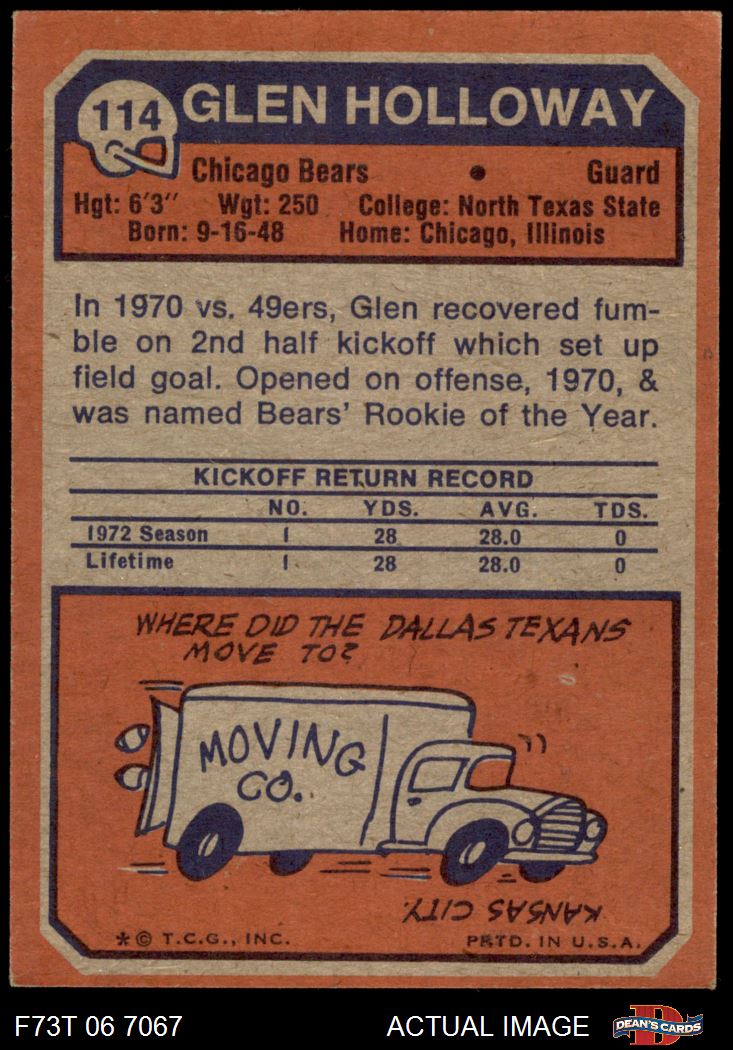 114 GLEN HOLLOWAY
Chicago Bears • Guard
Hgt: 6'3" Wgt: 250 College: North Texas State
Born: 9-16-48 Home: Chicago, Illinois
In 1970 vs. 49ers, Glen recovered fum-
ble on 2nd half kickoff which set up
field goal. Opened on offense, 1970, &
was named Bears' Rookie of the Year.
KICKOFF RETURN RECORD
NO. YDS. AVG. TDS.
1972 Season 1 28 28.0 0
Lifetime 1 28 28.0 0
WHERE DID THE DALLAS TEXANS
MOVE TO?
MOVING
CO.
KANSAS CITY.
*© T.C.G., INC. PRTD. IN U.S.A.
F73T 06 7067 ACTUAL IMAGE DEAN'S CARDS